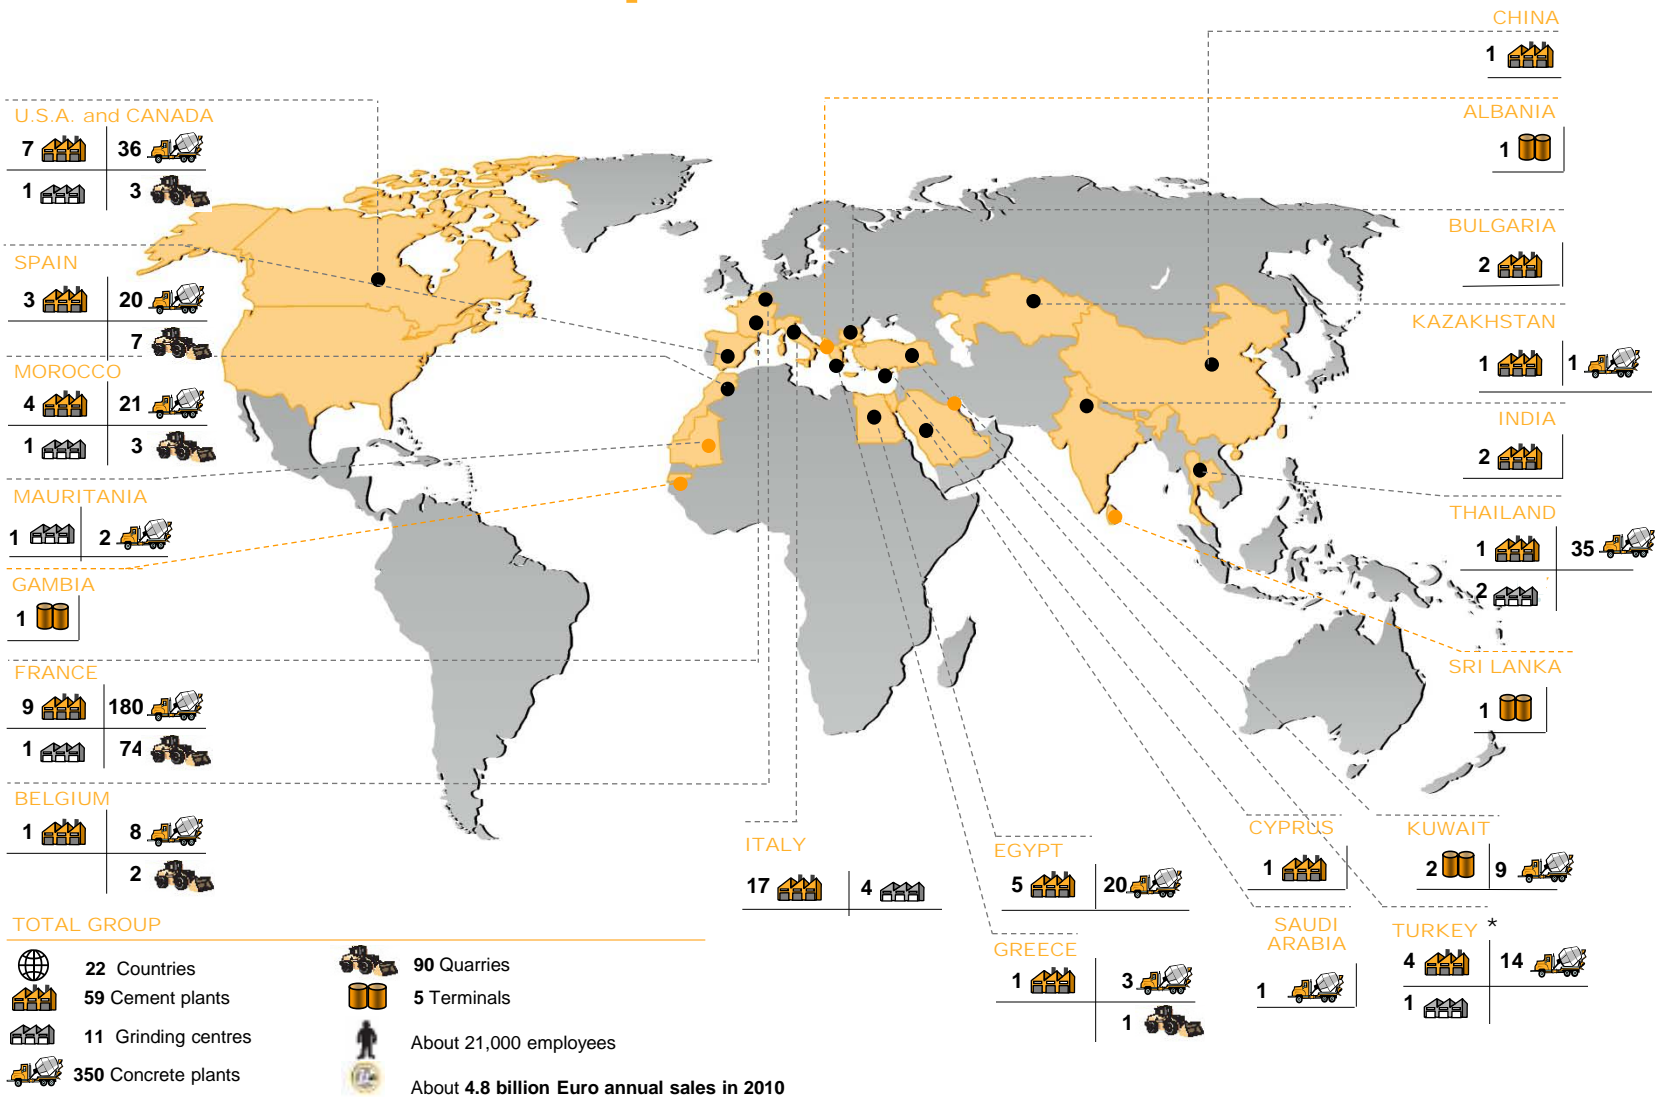 CHINA
1
U.S.A. and CANADA
7 36
1 3
ALBANIA
1
SPAIN
3 20
7
BULGARIA
2
MOROCCO
4 21
1 3
KAZAKHSTAN
1 1
INDIA
2
MAURITANIA
1 2
THAILAND
1 35
2
GAMBIA
1
FRANCE
9 180
1 74
SRI LANKA
1
BELGIUM
1 8
2
ITALY
17 4
EGYPT
5 20
CYPRUS
1
KUWAIT
2 9
GREECE
1 3
1
SAUDI
ARABIA
1
TURKEY *
4 14
1
TOTAL GROUP
22 Countries
59 Cement plants
11 Grinding centres
350 Concrete plants
90 Quarries
5 Terminals
About 21,000 employees
About 4.8 billion Euro annual sales in 2010